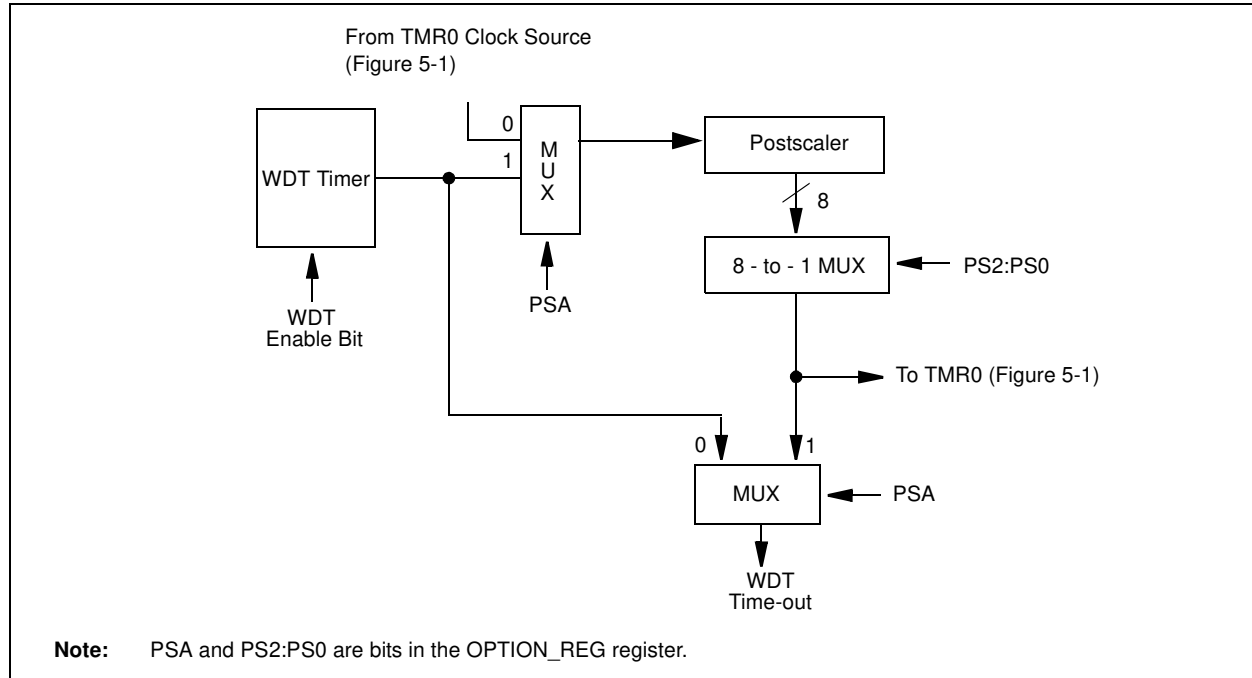 From TMR0 Clock Source
(Figure 5-1)
0
1
M
U
X
WDT Timer
Postscaler
8
8 - to - 1 MUX
PS2:PS0
PSA
WDT
Enable Bit
To TMR0 (Figure 5-1)
0
1
MUX
PSA
WDT
Time-out
Note: PSA and PS2:PS0 are bits in the OPTION_REG register.